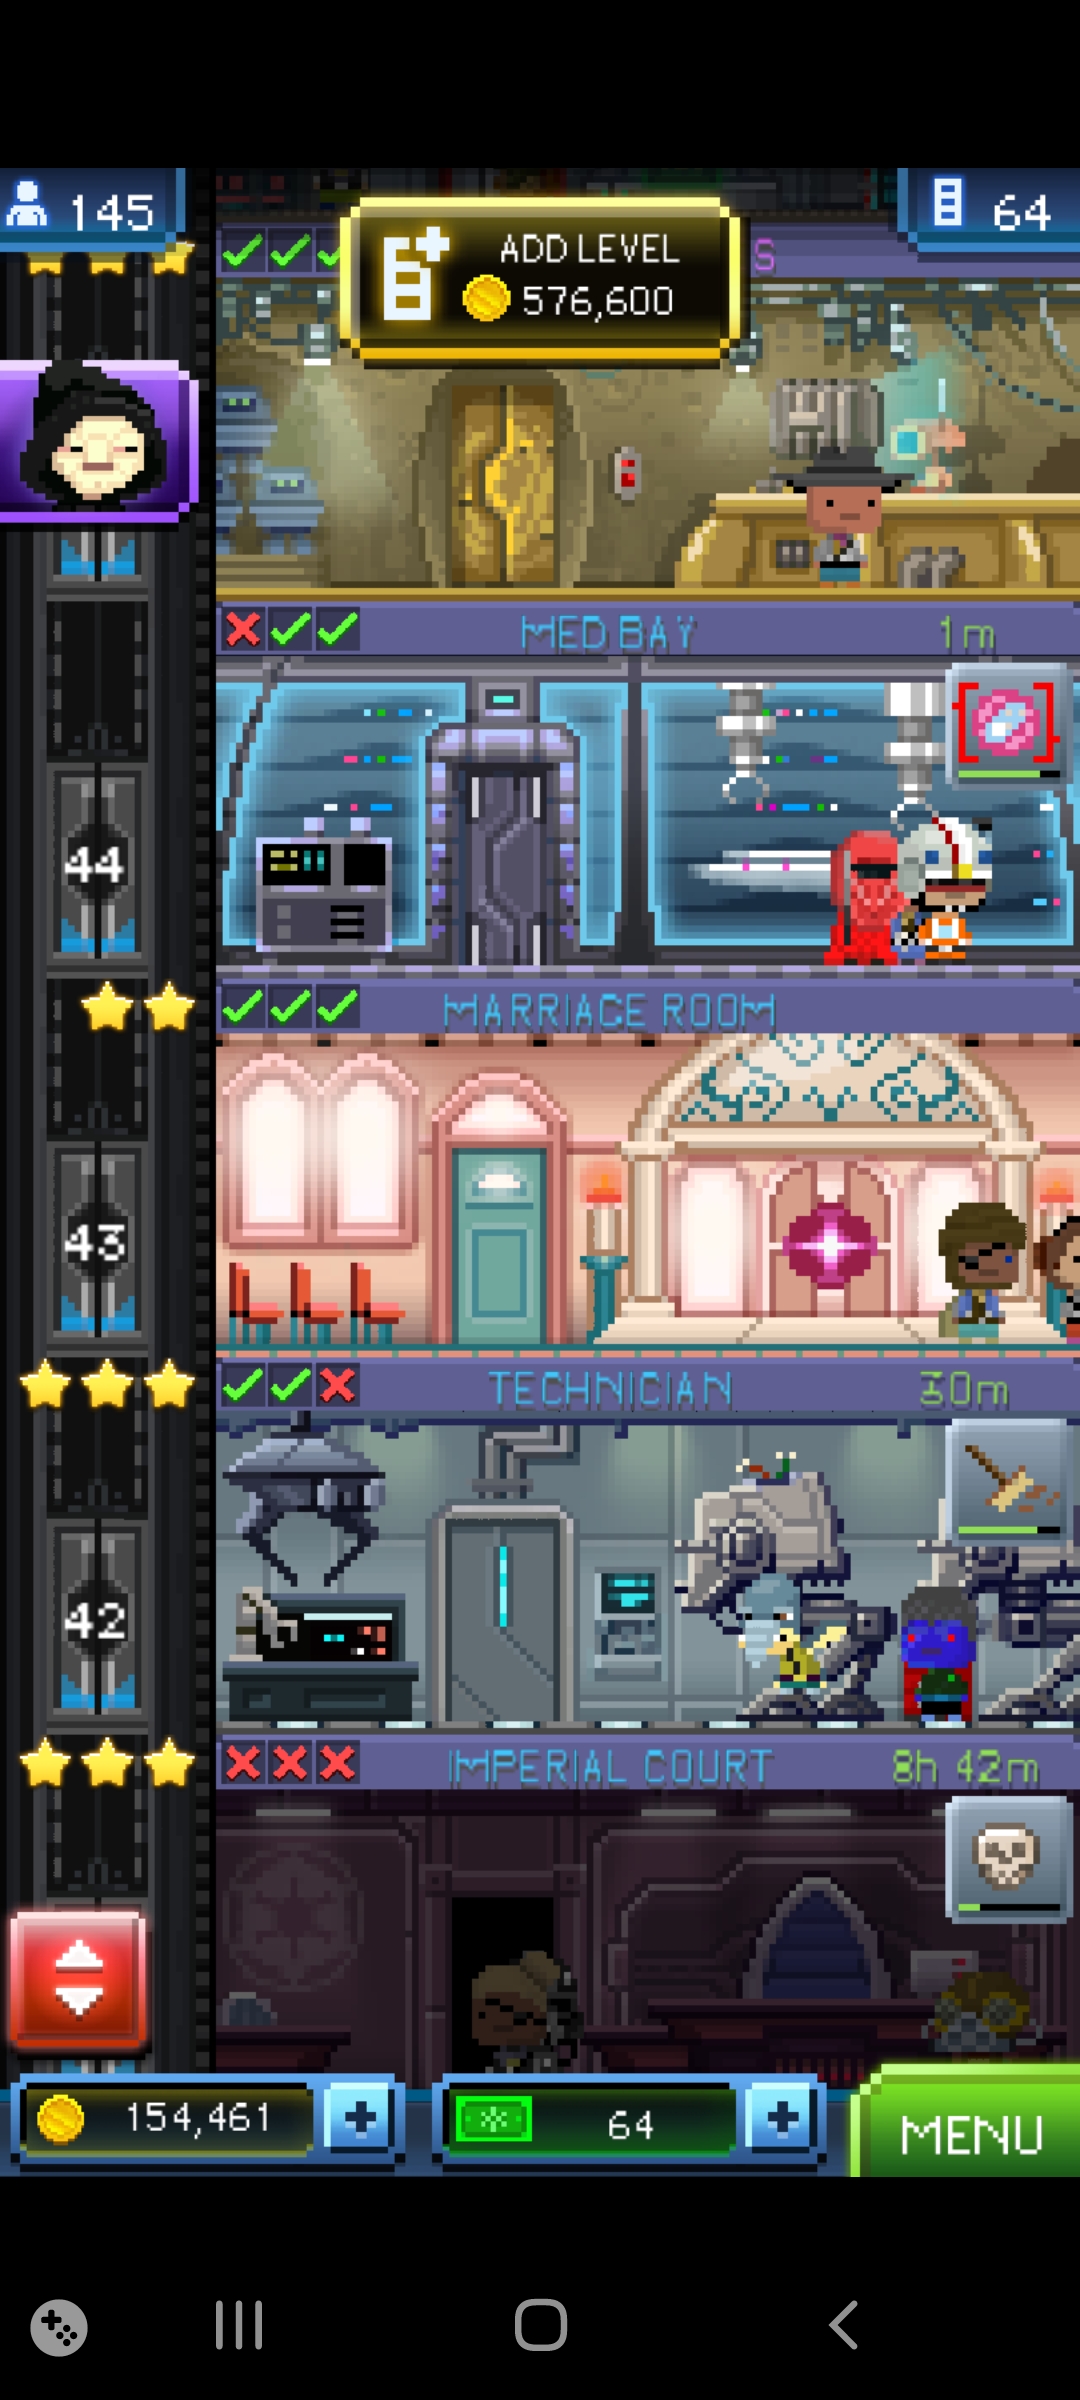 145
ADD LEVEL
576,600
64
S
MED BAY
1m
44
MARRIAGE ROOM
43
TECHNICIAN
30m
42
IMPERIAL COURT
8h 42m
154,461
64
MENU